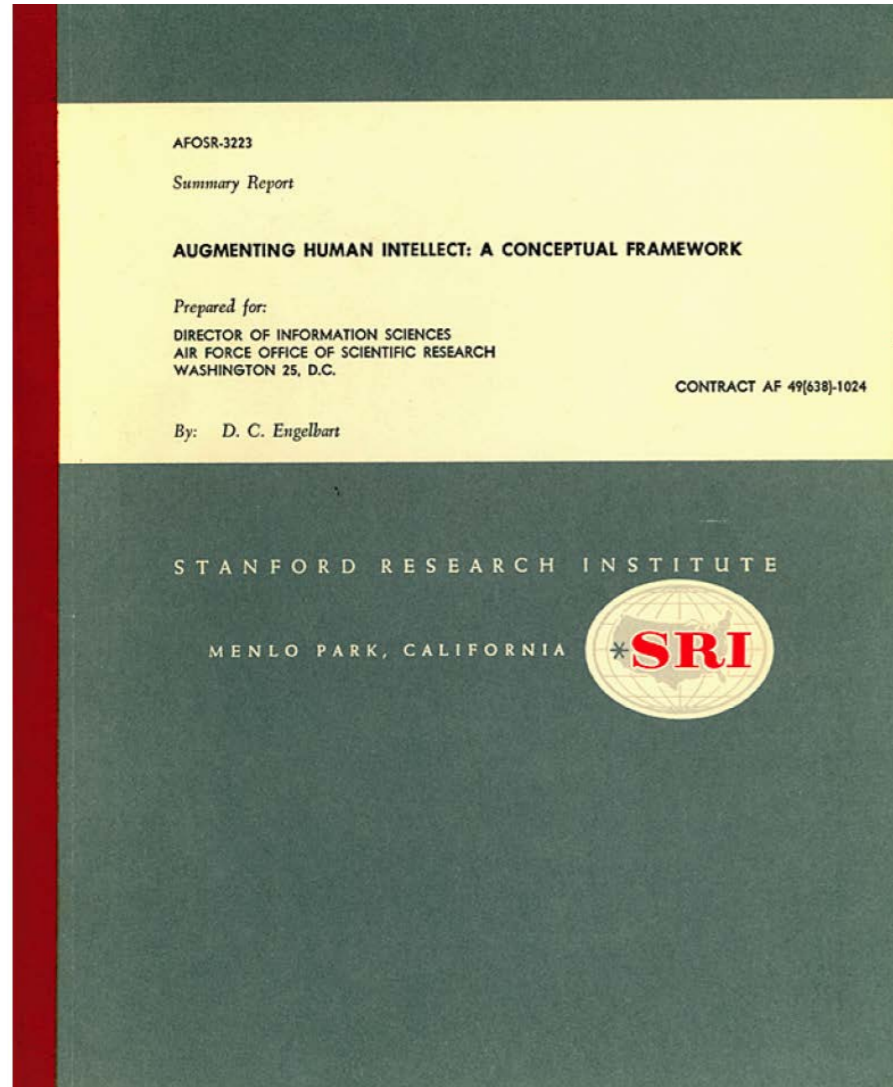 AFOSR-3223
Summary Report
AUGMENTING HUMAN INTELLECT: A CONCEPTUAL FRAMEWORK
Prepared for:
DIRECTOR OF INFORMATION SCIENCES
AIR FORCE OFFICE OF SCIENTIFIC RESEARCH
WASHINGTON 25, D.C.
CONTRACT AF 49(638)-1024
By: D. C. Engelbart
STANFORD RESEARCH INSTITUTE
MENLO PARK, CALIFORNIA
*SRI